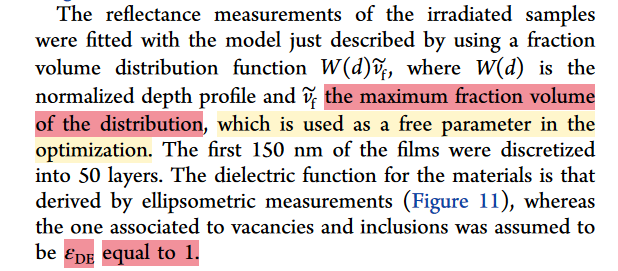 The reflectance measurements of the irradiated samples
were fitted with the model just described by using a fraction
volume distribution function W(d)ṽf, where W(d) is the
normalized depth profile and ṽf the maximum fraction volume
of the distribution, which is used as a free parameter in the
optimization. The first 150 nm of the films were discretized
into 50 layers. The dielectric function for the materials is that
derived by ellipsometric measurements (Figure 11), whereas
the one associated to vacancies and inclusions was assumed to
be εDE equal to 1.